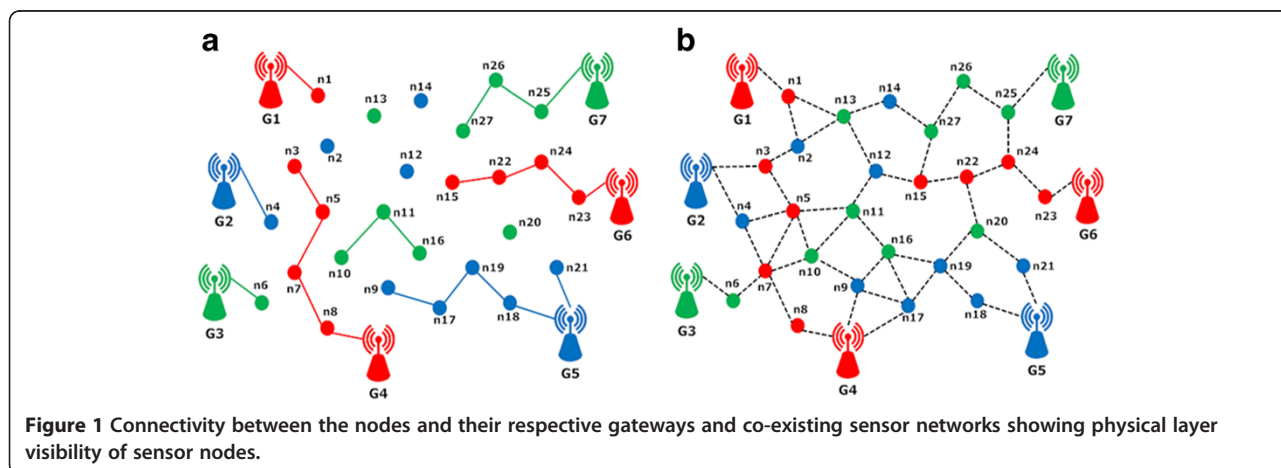 a
b
n1
G1
n13
n14
n26
n25
n27
G7
n2
n3
n12
G2
n4
n5
n15
n22
n24
n23
G6
n11
n10
n16
n20
G3
n6
n7
n8
G4
n9
n17
n19
n18
n21
G5
n1
G1
n13
n14
n26
n25
n27
G7
n2
n3
n12
G2
n4
n5
n15
n22
n24
n23
G6
n11
n10
n16
n20
G3
n6
n7
n8
G4
n9
n17
n19
n18
n21
G5
Figure 1 Connectivity between the nodes and their respective gateways and co-existing sensor networks showing physical layer
visibility of sensor nodes.